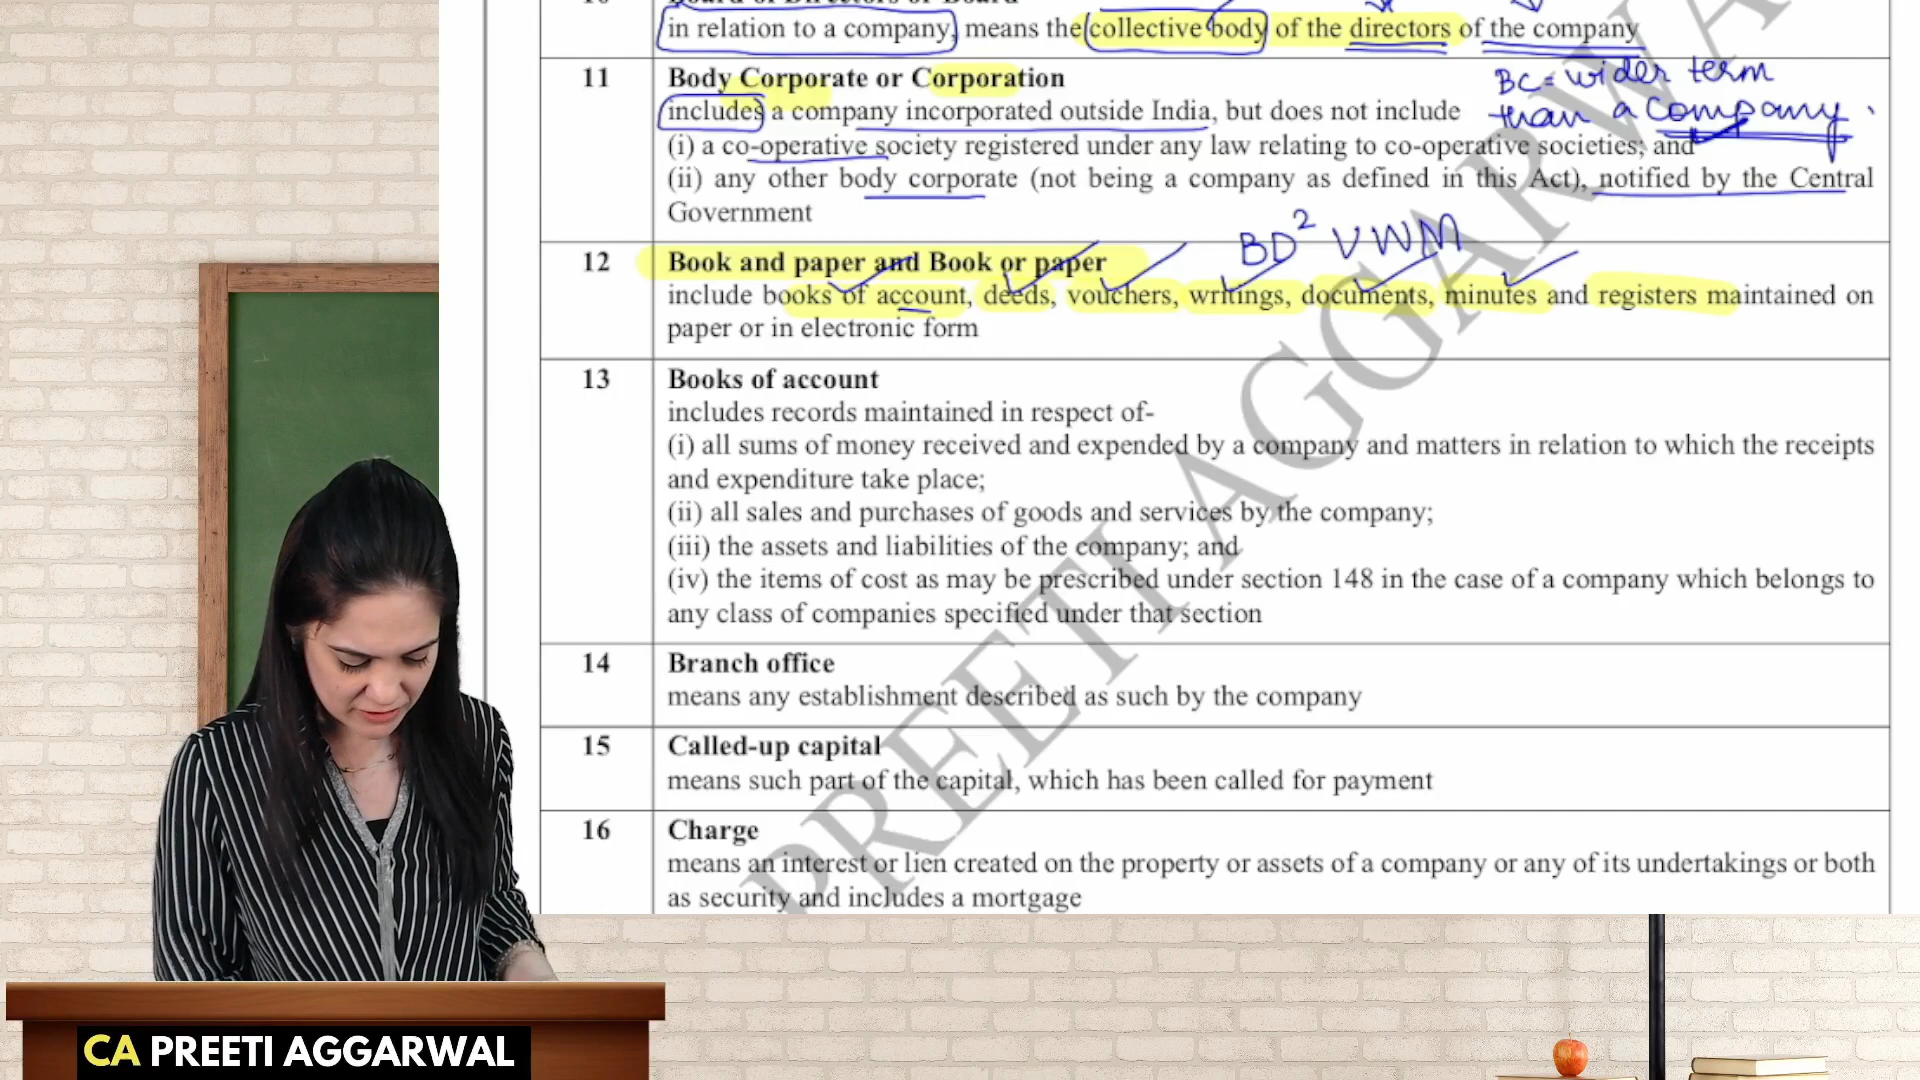 10 Board of Directors or Board
in relation to a company, means the collective body of the directors of the company
11 Body Corporate or Corporation
includes a company incorporated outside India, but does not include
(i) a co-operative society registered under any law relating to co-operative societies; and
(ii) any other body corporate (not being a company as defined in this Act), notified by the Central
Government
BC = wider term
than a company.
BD² VWM
12 Book and paper and Book or paper
include books of account, deeds, vouchers, writings, documents, minutes and registers maintained on
paper or in electronic form
13 Books of account
includes records maintained in respect of-
(i) all sums of money received and expended by a company and matters in relation to which the receipts
and expenditure take place;
(ii) all sales and purchases of goods and services by the company;
(iii) the assets and liabilities of the company; and
(iv) the items of cost as may be prescribed under section 148 in the case of a company which belongs to
any class of companies specified under that section
14 Branch office
means any establishment described as such by the company
15 Called-up capital
means such part of the capital, which has been called for payment
16 Charge
means an interest or lien created on the property or assets of a company or any of its undertakings or both
as security and includes a mortgage
PREETI AGGARWA
CA PREETI AGGARWAL